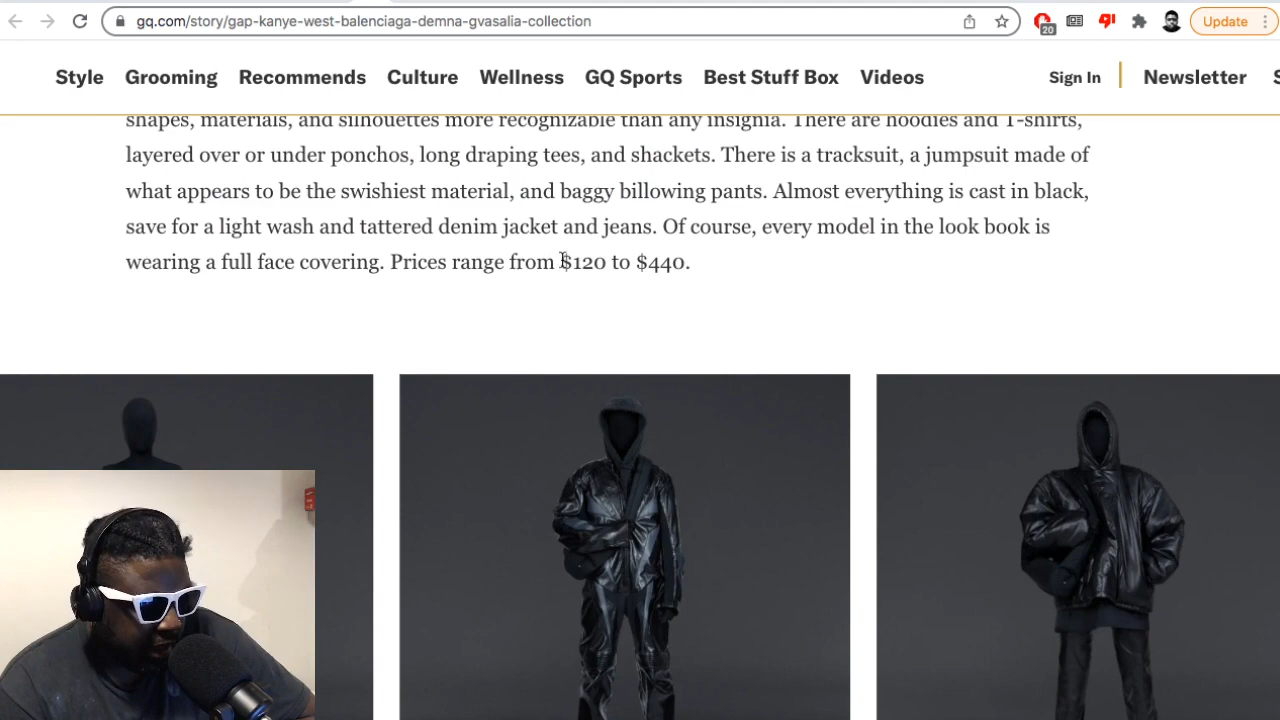 gq.com/story/gap-kanye-west-balenciaga-demna-gvasalia-collection
20
Update
Style Grooming Recommends Culture Wellness GQ Sports Best Stuff Box Videos Sign In Newsletter S
shapes, materials, and silhouettes more recognizable than any insignia. There are hoodies and T-shirts,
layered over or under ponchos, long draping tees, and shackets. There is a tracksuit, a jumpsuit made of
what appears to be the swishiest material, and baggy billowing pants. Almost everything is cast in black,
save for a light wash and tattered denim jacket and jeans. Of course, every model in the look book is
wearing a full face covering. Prices range from $120 to $440.